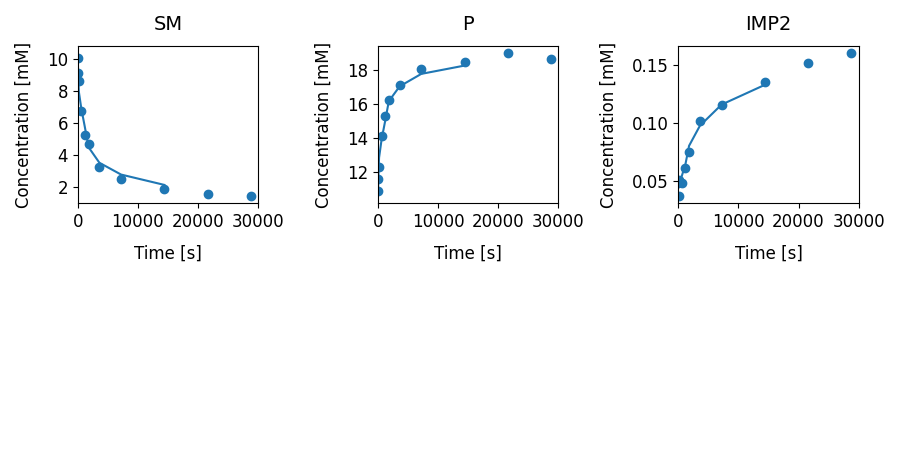 SM P IMP2
Concentration [mM] Concentration [mM] Concentration [mM]
10 18 0.15
8 16 0.10
6 14 0.05
4 12
2
0 10000 20000 30000 0 10000 20000 30000 0 10000 20000 30000
Time [s] Time [s] Time [s]